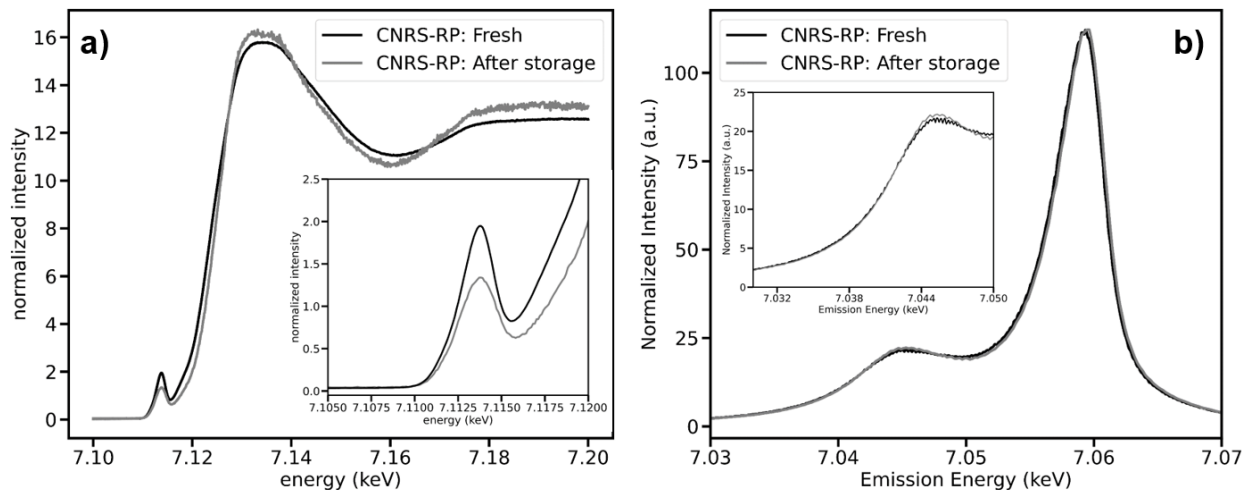 a)
CNRS-RP: Fresh
CNRS-RP: After storage
normalized intensity
16
14
12
10
8
6
4
2
0
7.10 7.12 7.14 7.16 7.18 7.20
energy (keV)
normalized intensity
2.5
2.0
1.5
1.0
0.5
0.0
7.1050 7.1075 7.1100 7.1125 7.1150 7.1175 7.1200
energy (keV)
b)
CNRS-RP: Fresh
CNRS-RP: After storage
Normalized Intensity (a.u.)
100
75
50
25
0
7.03 7.04 7.05 7.06 7.07
Emission Energy (keV)
Normalized Intensity (a.u.)
25
20
15
10
5
0
7.032 7.038 7.044 7.050
Emission Energy (keV)